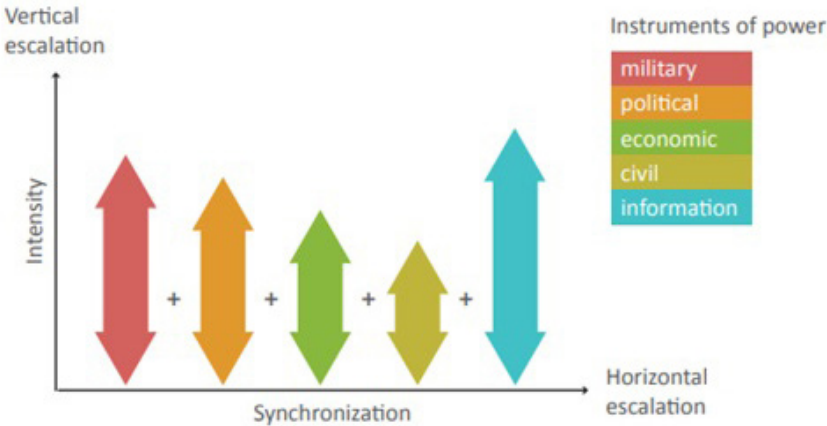 Vertical
escalation
Instruments of power
military
political
economic
civil
information
Intensity
+ + + +
Synchronization
Horizontal
escalation